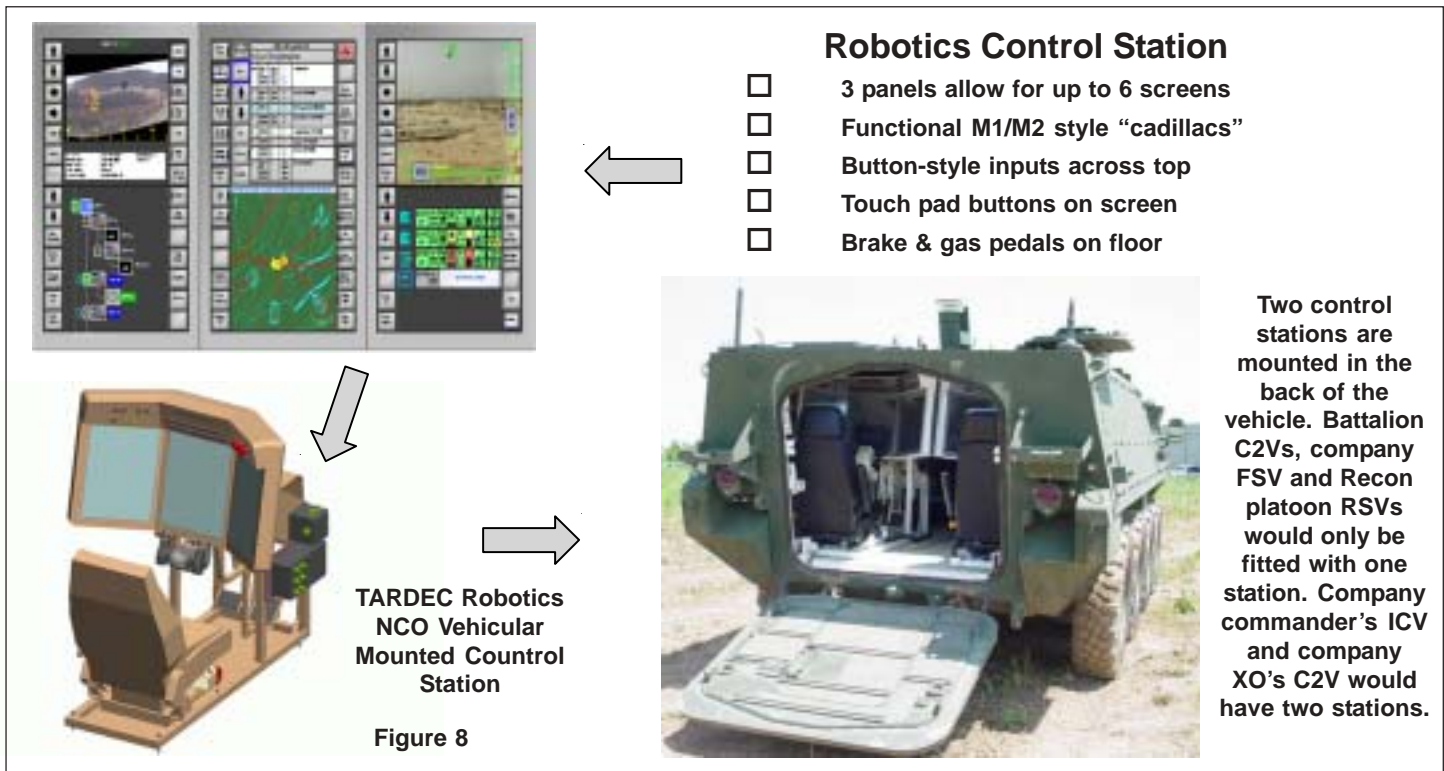 Robotics Control Station
3 panels allow for up to 6 screens
Functional M1/M2 style “cadillacs”
Button-style inputs across top
Touch pad buttons on screen
Brake & gas pedals on floor
Two control
stations are
mounted in the
back of the
vehicle. Battalion
C2Vs, company
FSV and Recon
platoon RSVs
would only be
fitted with one
station. Company
commander’s ICV
and company
XO’s C2V would
have two stations.
TARDEC Robotics
NCO Vehicular
Mounted Countrol
Station
Figure 8